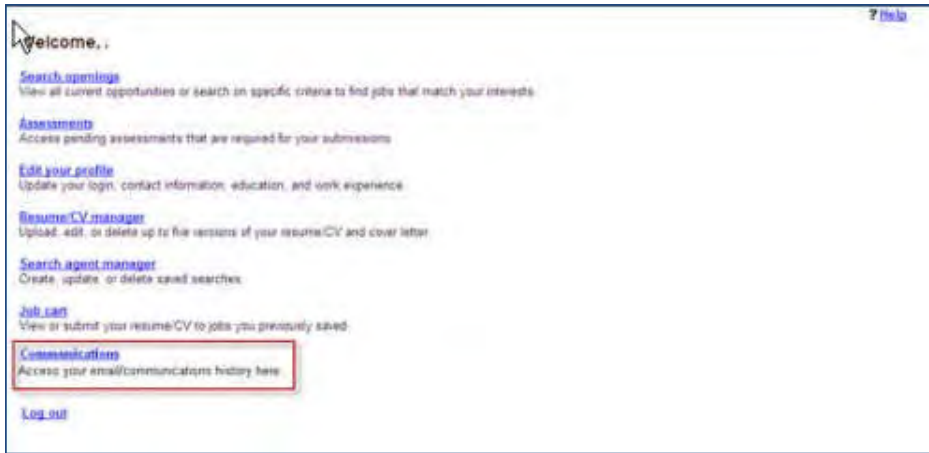 ? Help
Welcome, .
Search openings
View all current opportunities or search on specific criteria to find jobs that match your interests
Assessments
Access pending assessments that are required for your submissions
Edit your profile
Update your login, contact information, education, and work experience
Resume/CV manager
Upload, edit, or delete up to five versions of your resume/CV and cover letter
Search agent manager
Create, update, or delete saved searches
Job cart
View or submit your resume/CV to jobs you previously saved
Communications
Access your email/communications history here
Log out